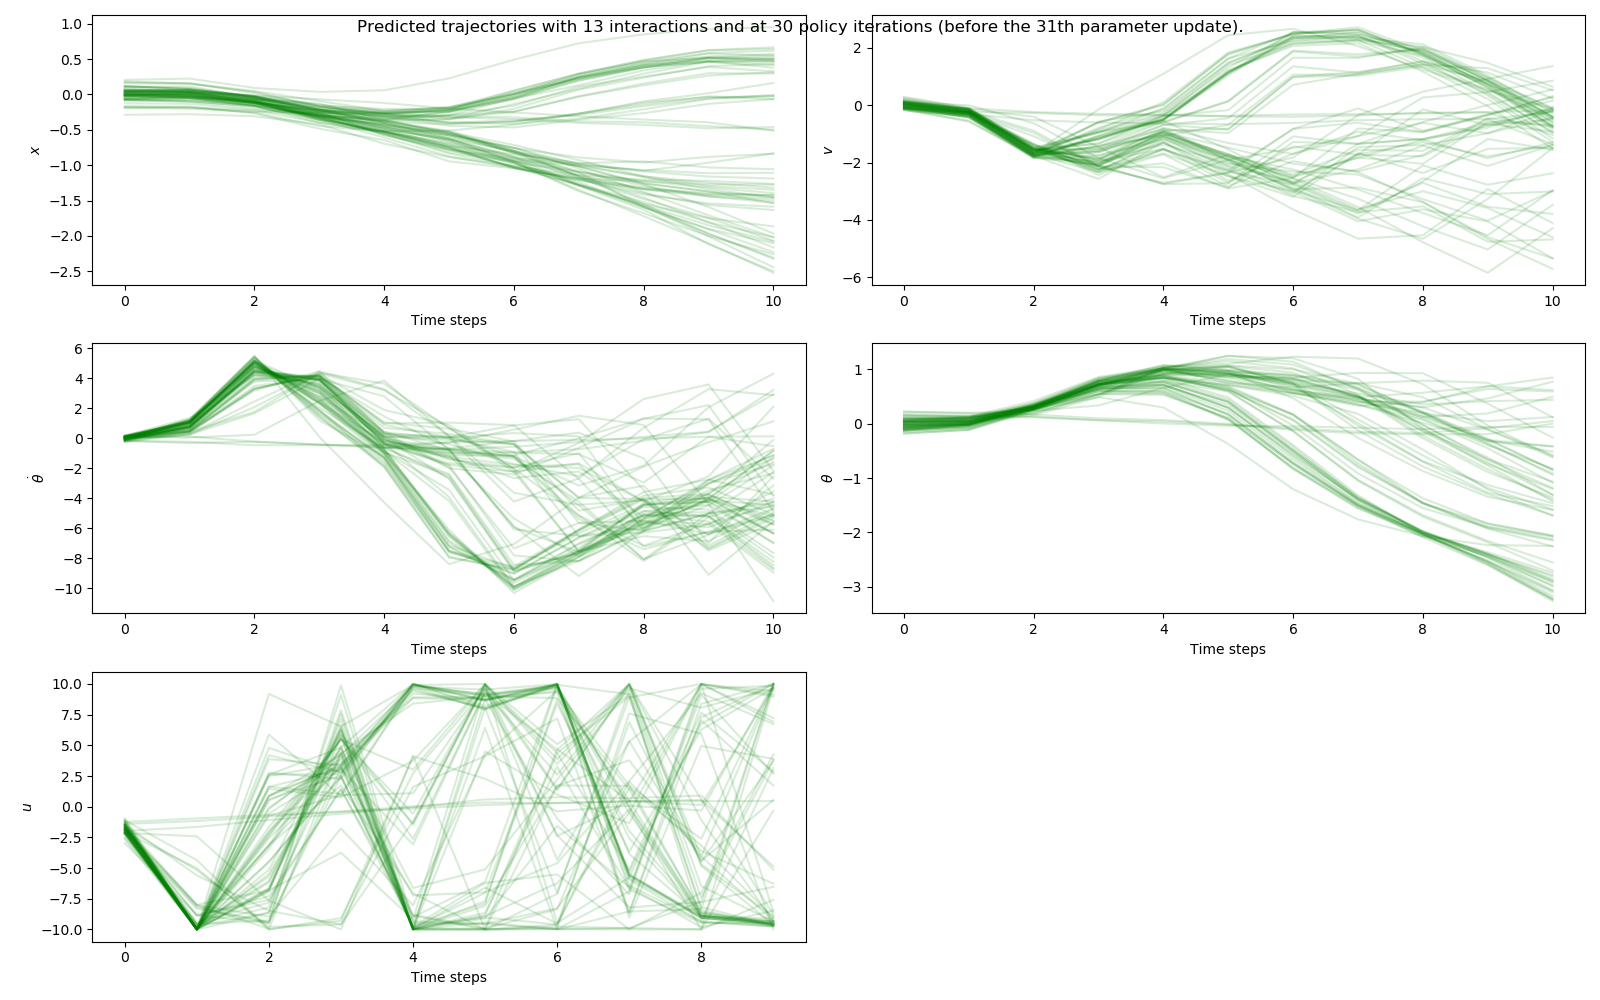 Predicted trajectories with 13 interactions and at 30 policy iterations (before the 31th parameter update).
1.0
0.5
0.0
−0.5
−1.0
−1.5
−2.0
−2.5
x
0 2 4 6 8 10
Time steps
2
0
−2
−4
−6
v
0 2 4 6 8 10
Time steps
6
4
2
0
−2
−4
−6
−8
−10
θ̇
0 2 4 6 8 10
Time steps
1
0
−1
−2
−3
θ
0 2 4 6 8 10
Time steps
10.0
7.5
5.0
2.5
0.0
−2.5
−5.0
−7.5
−10.0
u
0 2 4 6 8
Time steps